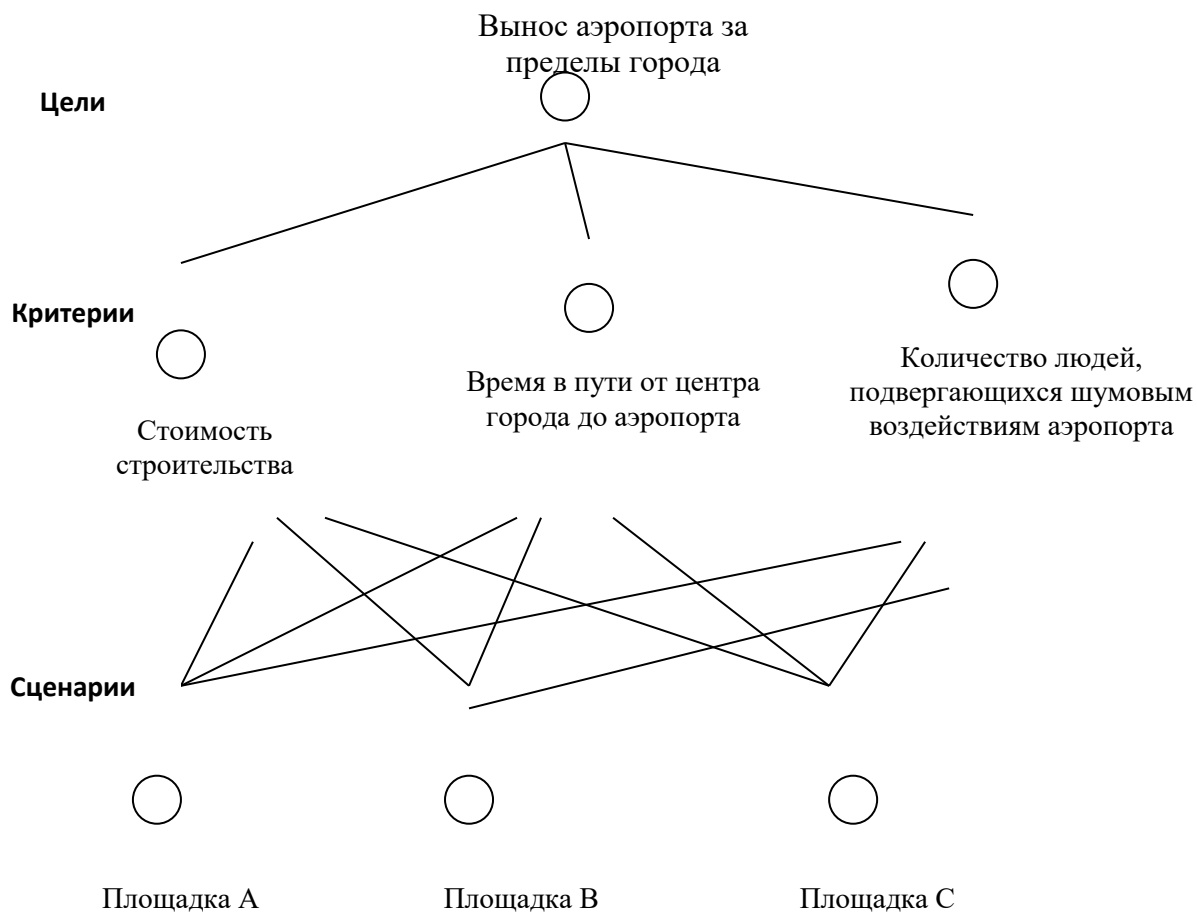 Вынос аэропорта за
пределы города
Цели
Критерии
Стоимость
строительства
Время в пути от центра
города до аэропорта
Количество людей,
подвергающихся шумовым
воздействиям аэропорта
Сценарии
Площадка А
Площадка В
Площадка С